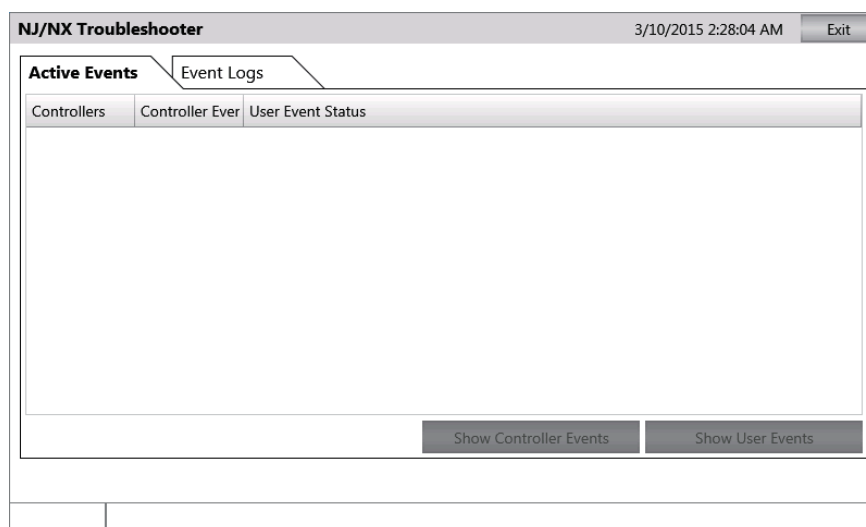 NJ/NX Troubleshooter 3/10/2015 2:28:04 AM Exit
Active Events Event Logs
Controllers Controller Ever User Event Status
Show Controller Events Show User Events